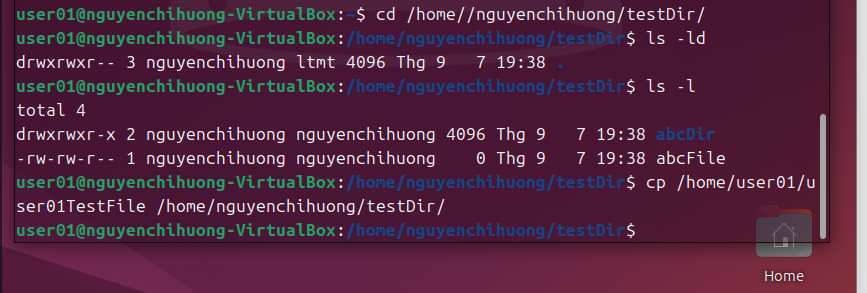 user01@nguyenchihuong-VirtualBox:~$ cd /home//nguyenchihuong/testDir/
user01@nguyenchihuong-VirtualBox:/home/nguyenchihuong/testDir$ ls -ld
drwxrwxr-- 3 nguyenchihuong ltmt 4096 Thg 9   7 19:38 .
user01@nguyenchihuong-VirtualBox:/home/nguyenchihuong/testDir$ ls -l
total 4
drwxrwxr-x 2 nguyenchihuong nguyenchihuong 4096 Thg 9   7 19:38 abcDir
-rw-rw-r-- 1 nguyenchihuong nguyenchihuong    0 Thg 9   7 19:38 abcFile
user01@nguyenchihuong-VirtualBox:/home/nguyenchihuong/testDir$ cp /home/user01/u
ser01TestFile /home/nguyenchihuong/testDir/
user01@nguyenchihuong-VirtualBox:/home/nguyenchihuong/testDir$
Home